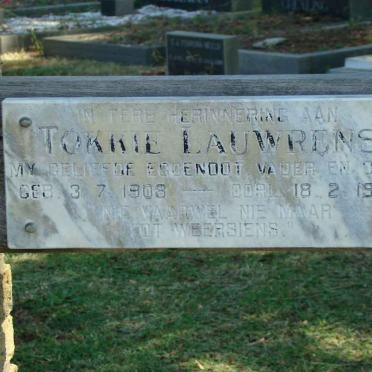 IN TERE HERINNERING AAN
TOKKIE LAUWRENS
MY GELIEFDE EGGENOOT VADER EN
GEB. 3.7.1908 — OORL. 18.2.19
NIE VAARWEL NIE MAAR
TOT WEERSIENS.